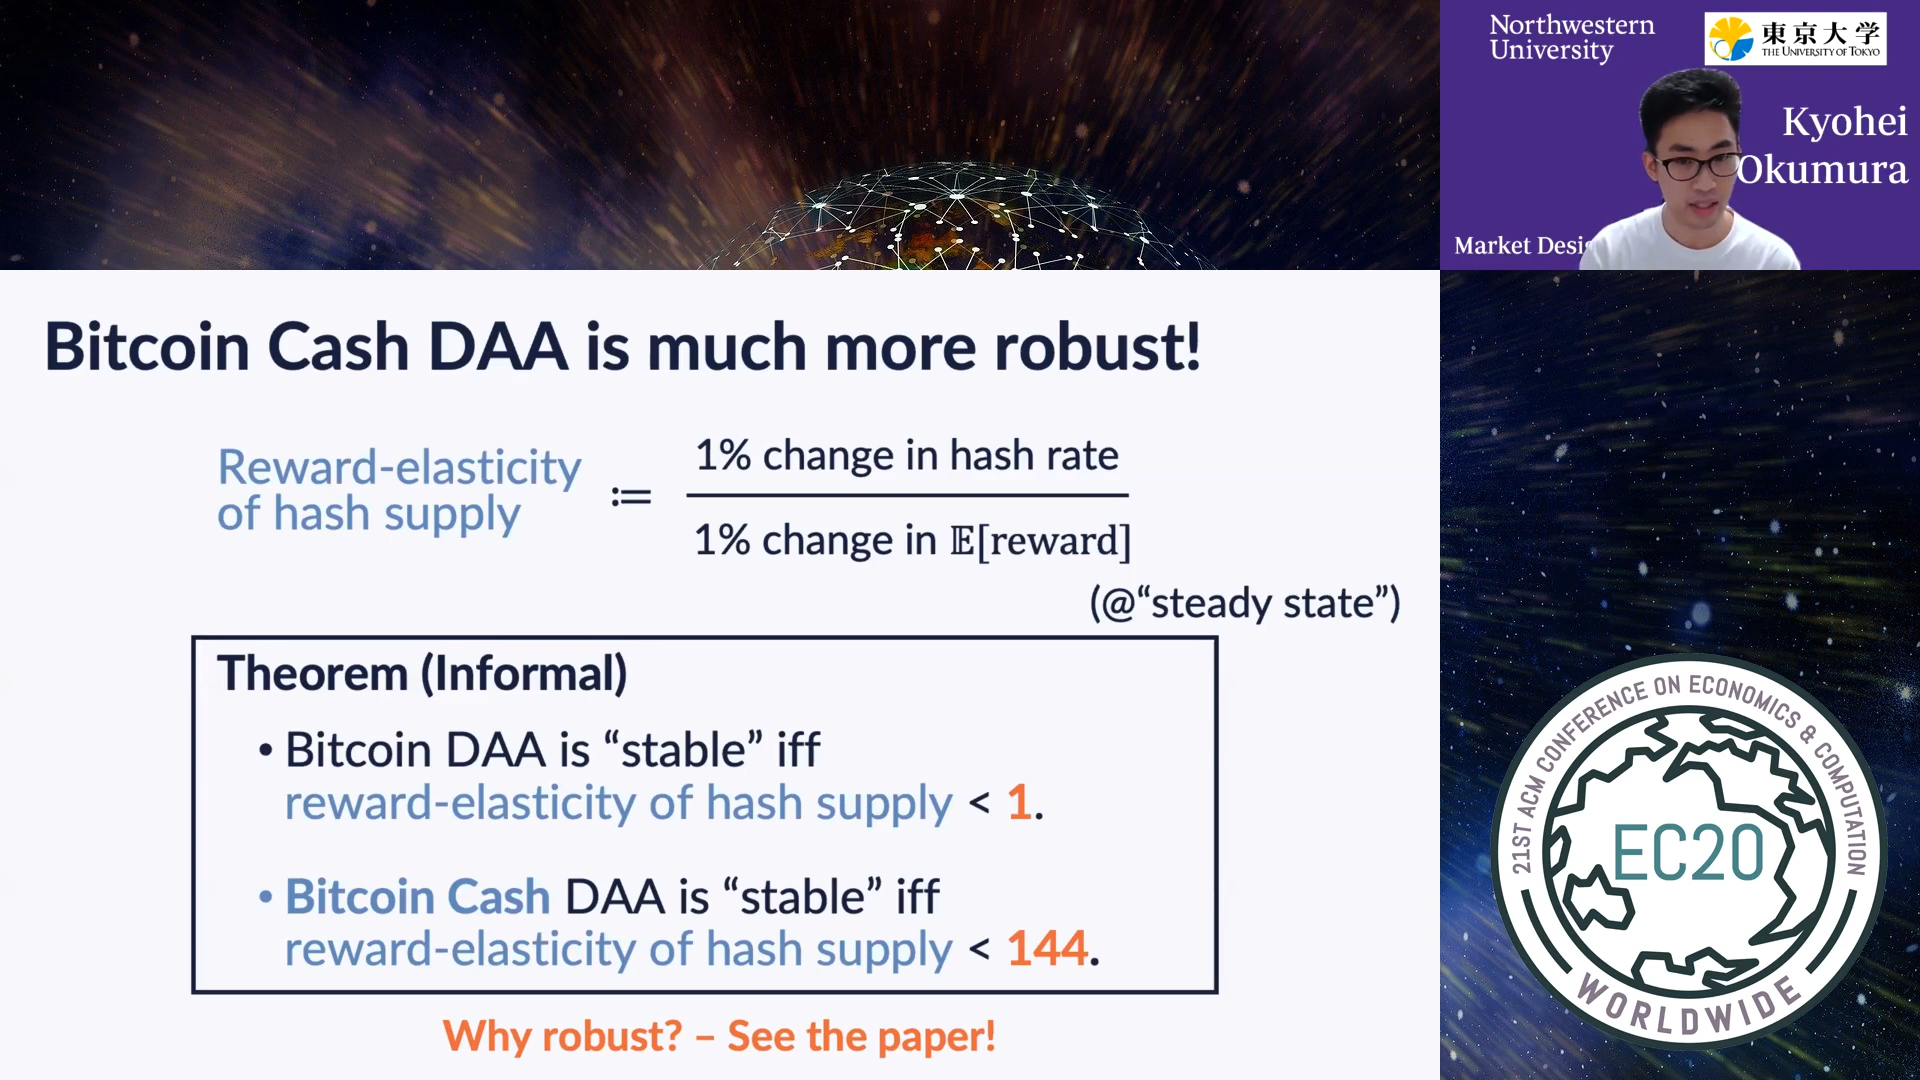 Northwestern
University
東京大学
THE UNIVERSITY OF TOKYO
Kyohei
Okumura
Market Desi
Bitcoin Cash DAA is much more robust!
Reward-elasticity
of hash supply
≔
1% change in hash rate
1% change in 𝔼[reward]
(@“steady state”)
Theorem (Informal)
• Bitcoin DAA is “stable” iff
reward-elasticity of hash supply < 1.
• Bitcoin Cash DAA is “stable” iff
reward-elasticity of hash supply < 144.
Why robust? – See the paper!
21ST ACM CONFERENCE ON ECONOMICS & COMPUTATION
EC20
WORLDWIDE